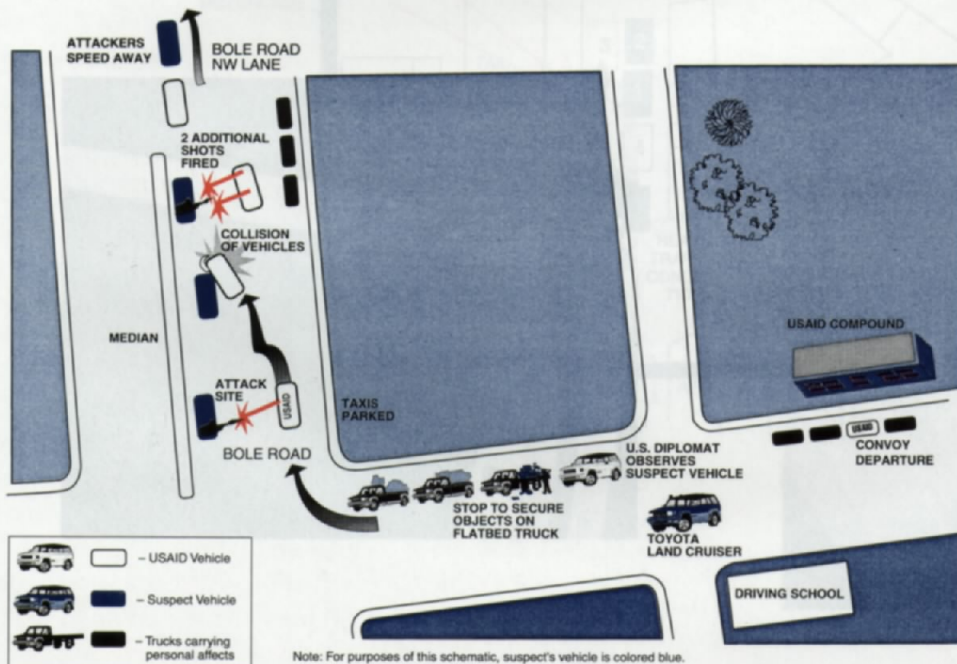 ATTACKERS
SPEED AWAY
BOLE ROAD
NW LANE
2 ADDITIONAL
SHOTS
FIRED
COLLISION
OF VEHICLES
MEDIAN
ATTACK
SITE
USAID
TAXIS
PARKED
BOLE ROAD
USAID COMPOUND
USAID
CONVOY
DEPARTURE
U.S. DIPLOMAT
OBSERVES
SUSPECT VEHICLE
STOP TO SECURE
OBJECTS ON
FLATBED TRUCK
TOYOTA
LAND CRUISER
DRIVING SCHOOL
– USAID Vehicle
– Suspect Vehicle
– Trucks carrying
personal affects
Note: For purposes of this schematic, suspect's vehicle is colored blue.